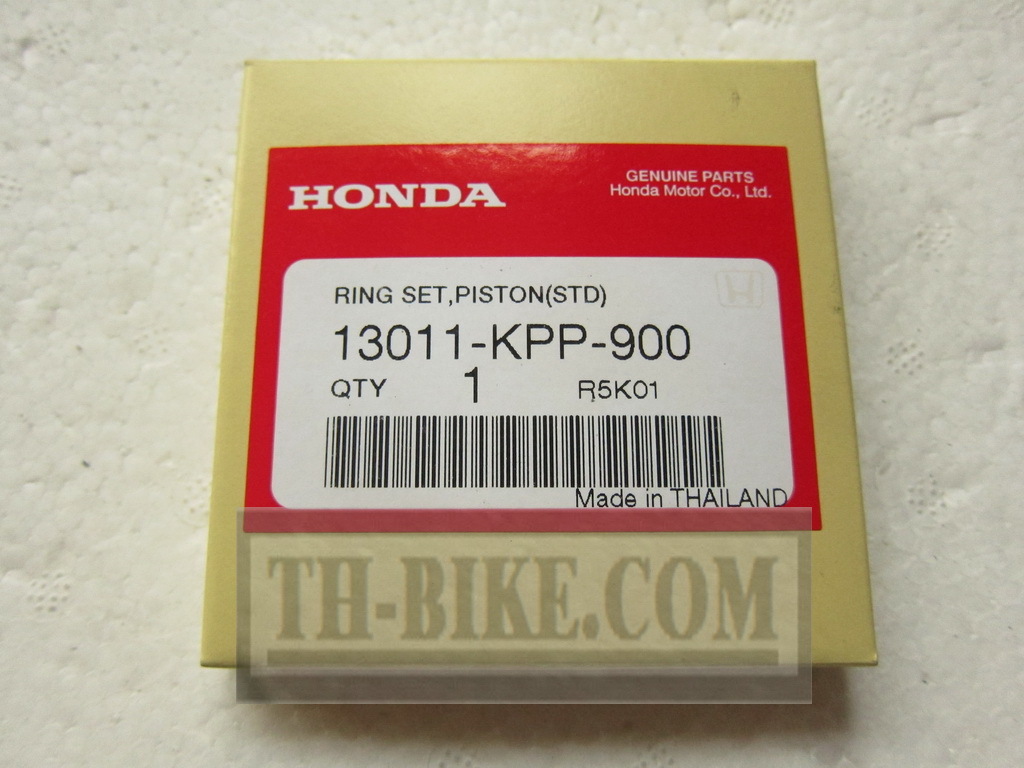 HONDA
GENUINE PARTS
Honda Motor Co., Ltd.
RING SET,PISTON(STD)
13011-KPP-900
QTY 1 R5K01
Made in THAILAND
TH-BIKE.COM